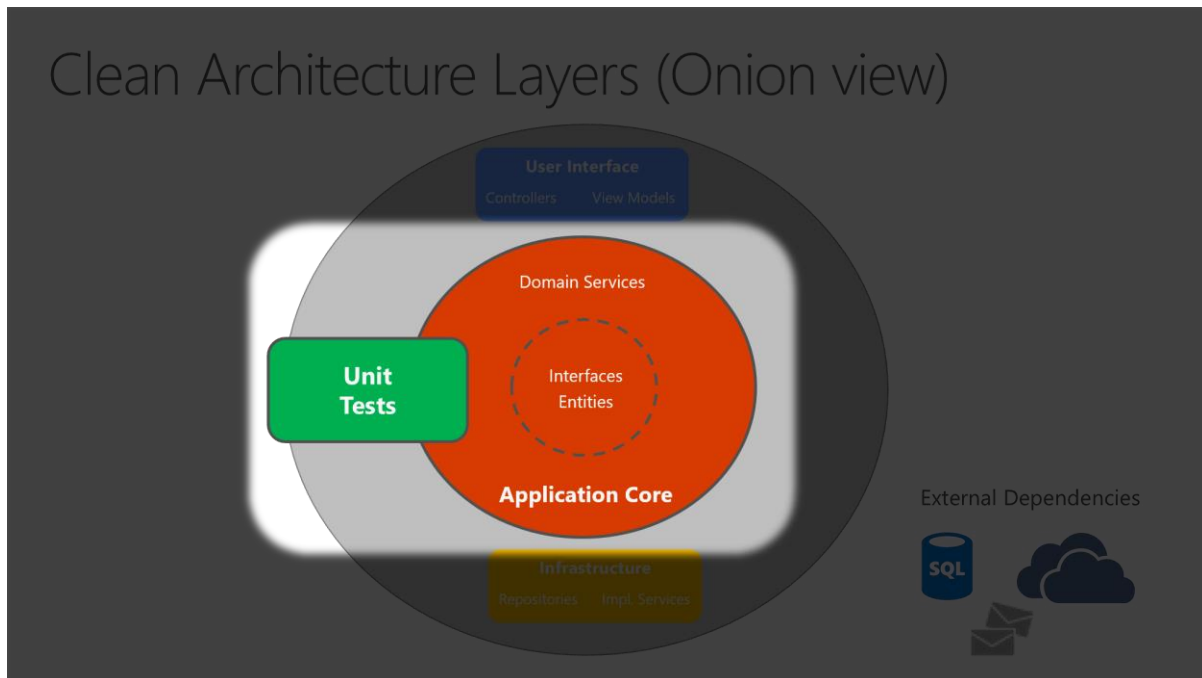 Clean Architecture Layers (Onion view)
User Interface
Controllers View Models
Domain Services
Unit
Tests
Interfaces
Entities
Application Core
External Dependencies
SQL
Infrastructure
Repositories Impl. Services